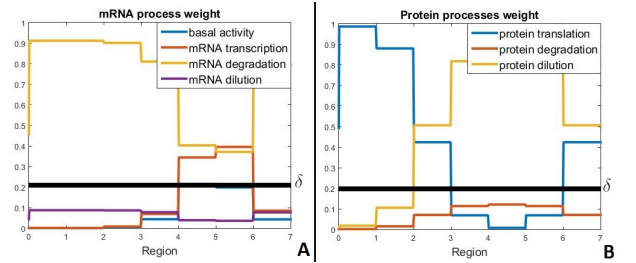 mRNA process weight
1
0.9
0.8
0.7
0.6
0.5
0.4
0.3
0.2
0.1
0
basal activity
mRNA transcription
mRNA degradation
mRNA dilution
δ
0 1 2 3 4 5 6 7
Region
A
Protein processes weight
1
0.9
0.8
0.7
0.6
0.5
0.4
0.3
0.2
0.1
0
protein translation
protein degradation
protein dilution
δ
0 1 2 3 4 5 6 7
Region
B